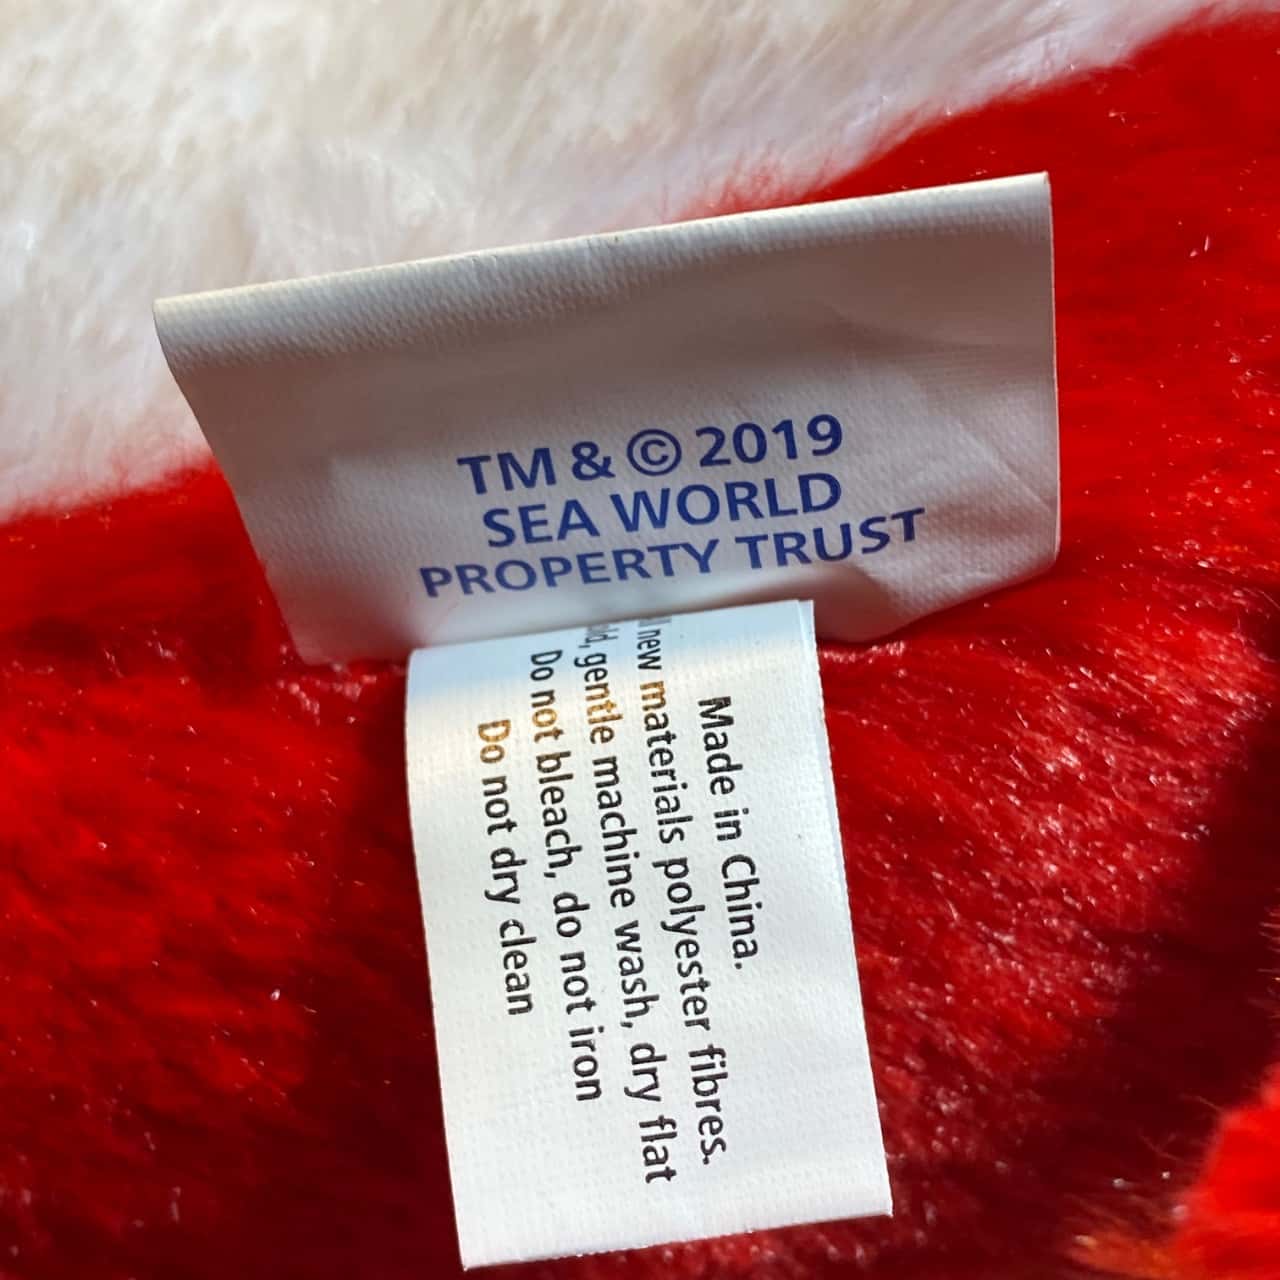 TM & © 2019
SEA WORLD
PROPERTY TRUST
Made in China.
new materials polyester fibres.
gentle machine wash, dry flat
Do not bleach, do not iron
Do not dry clean